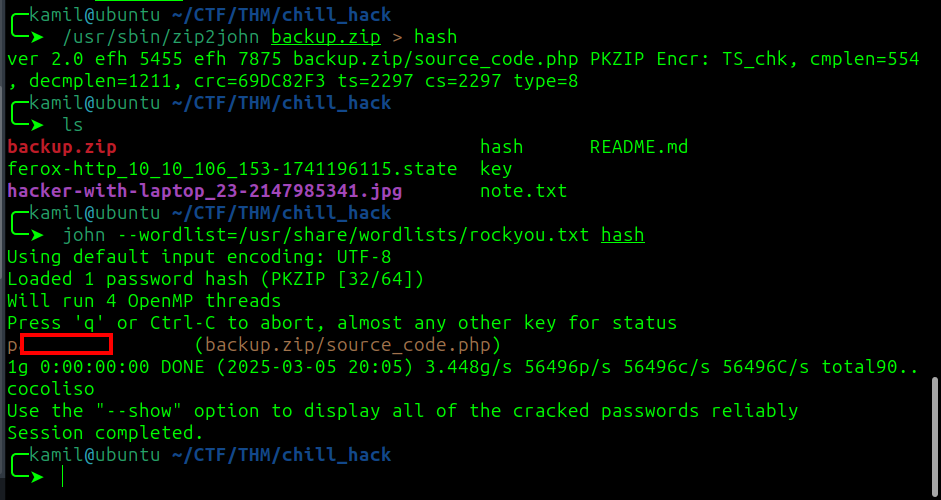 kamil@ubuntu ~/CTF/THM/chill_hack
/usr/sbin/zip2john backup.zip > hash
ver 2.0 efh 5455 efh 7875 backup.zip/source_code.php PKZIP Encr: TS_chk, cmplen=554
, decmplen=1211, crc=69DC82F3 ts=2297 cs=2297 type=8
kamil@ubuntu ~/CTF/THM/chill_hack
ls
backup.zip hash README.md
ferox-http_10_10_106_153-1741196115.state key
hacker-with-laptop_23-2147985341.jpg note.txt
kamil@ubuntu ~/CTF/THM/chill_hack
john --wordlist=/usr/share/wordlists/rockyou.txt hash
Using default input encoding: UTF-8
Loaded 1 password hash (PKZIP [32/64])
Will run 4 OpenMP threads
Press 'q' or Ctrl-C to abort, almost any other key for status
p (backup.zip/source_code.php)
1g 0:00:00:00 DONE (2025-03-05 20:05) 3.448g/s 56496p/s 56496c/s 56496C/s total90..
cocoliso
Use the "--show" option to display all of the cracked passwords reliably
Session completed.
kamil@ubuntu ~/CTF/THM/chill_hack